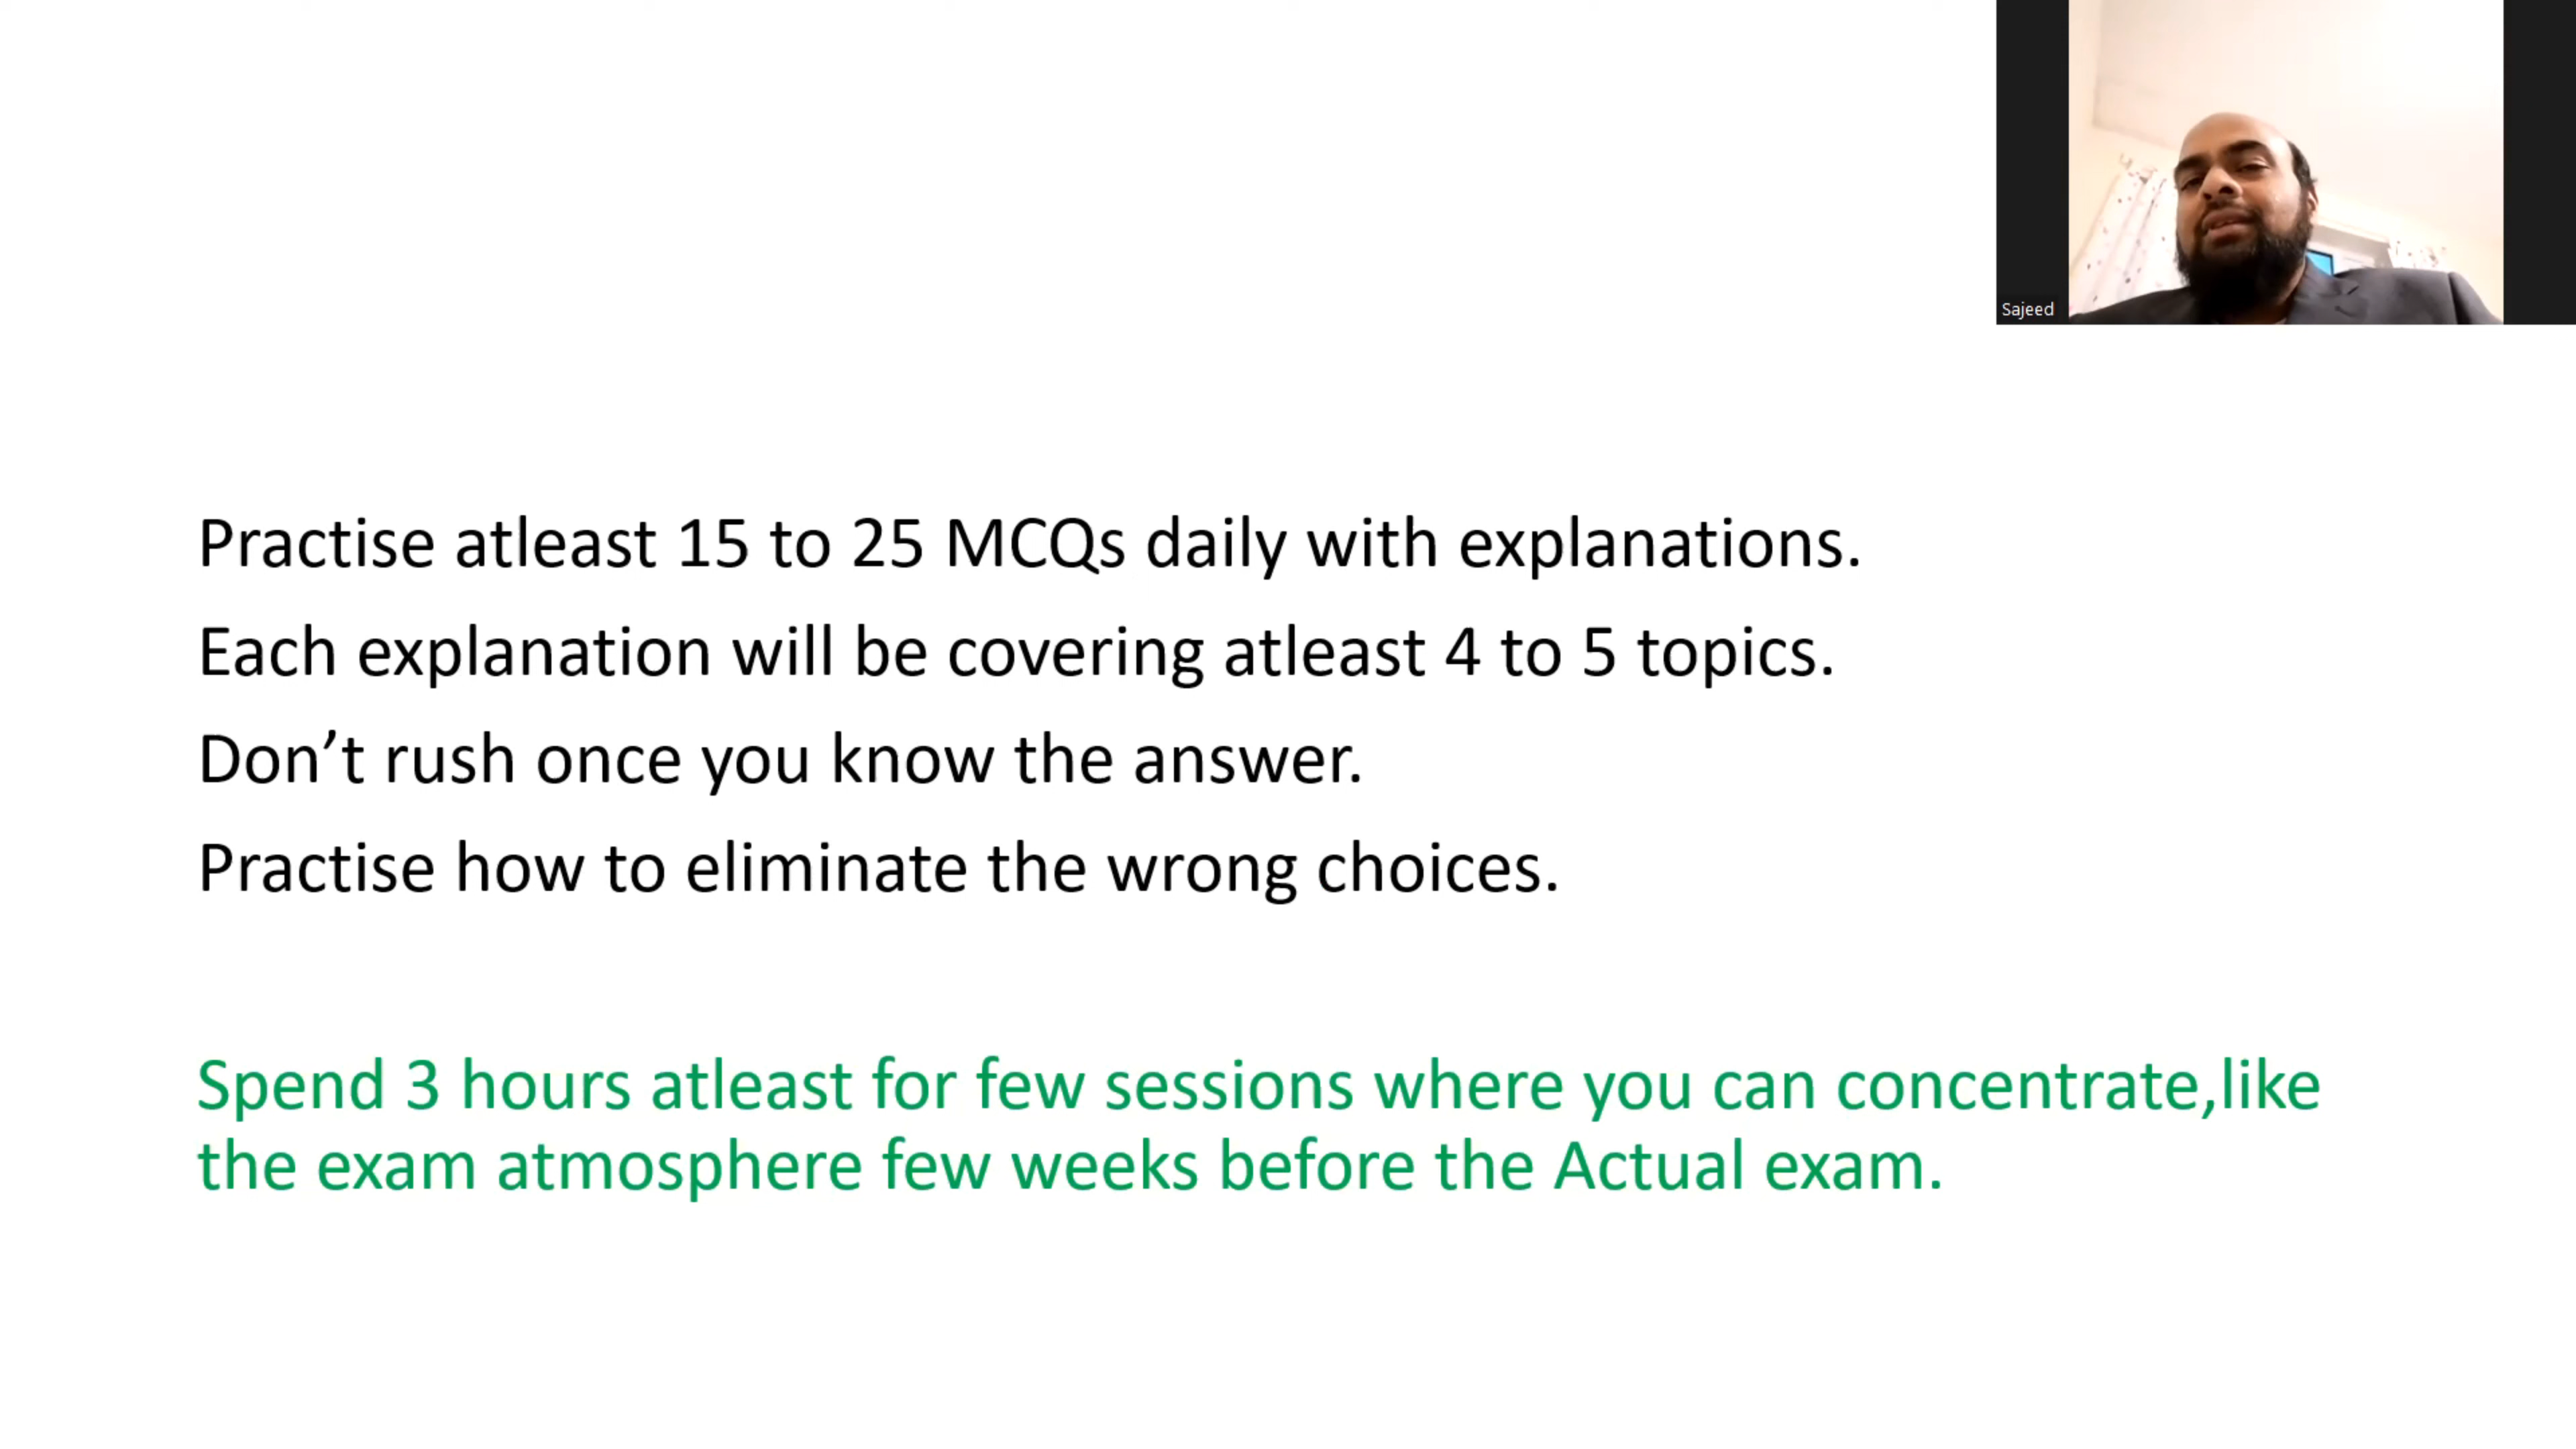 Sajeed
Practise atleast 15 to 25 MCQs daily with explanations.
Each explanation will be covering atleast 4 to 5 topics.
Don’t rush once you know the answer.
Practise how to eliminate the wrong choices.
Spend 3 hours atleast for few sessions where you can concentrate,like
the exam atmosphere few weeks before the Actual exam.